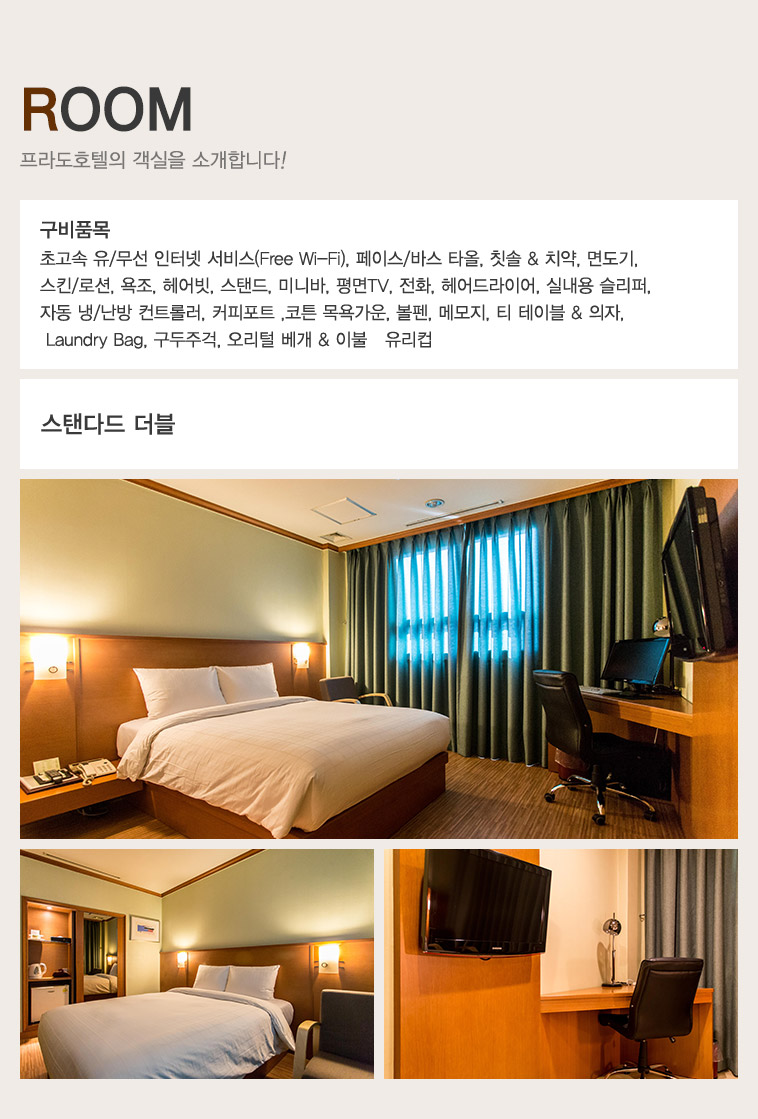 ROOM
프라도호텔의 객실을 소개합니다!
구비품목
초고속 유/무선 인터넷 서비스(Free Wi-Fi), 페이스/바스 타올, 칫솔 & 치약, 면도기,
스킨/로션, 욕조, 헤어빗, 스탠드, 미니바, 평면TV, 전화, 헤어드라이어, 실내용 슬리퍼,
자동 냉/난방 컨트롤러, 커피포트 ,코튼 목욕가운, 볼펜, 메모지, 티 테이블 & 의자,
Laundry Bag, 구두주걱, 오리털 베개 & 이불 유리컵
스탠다드 더블